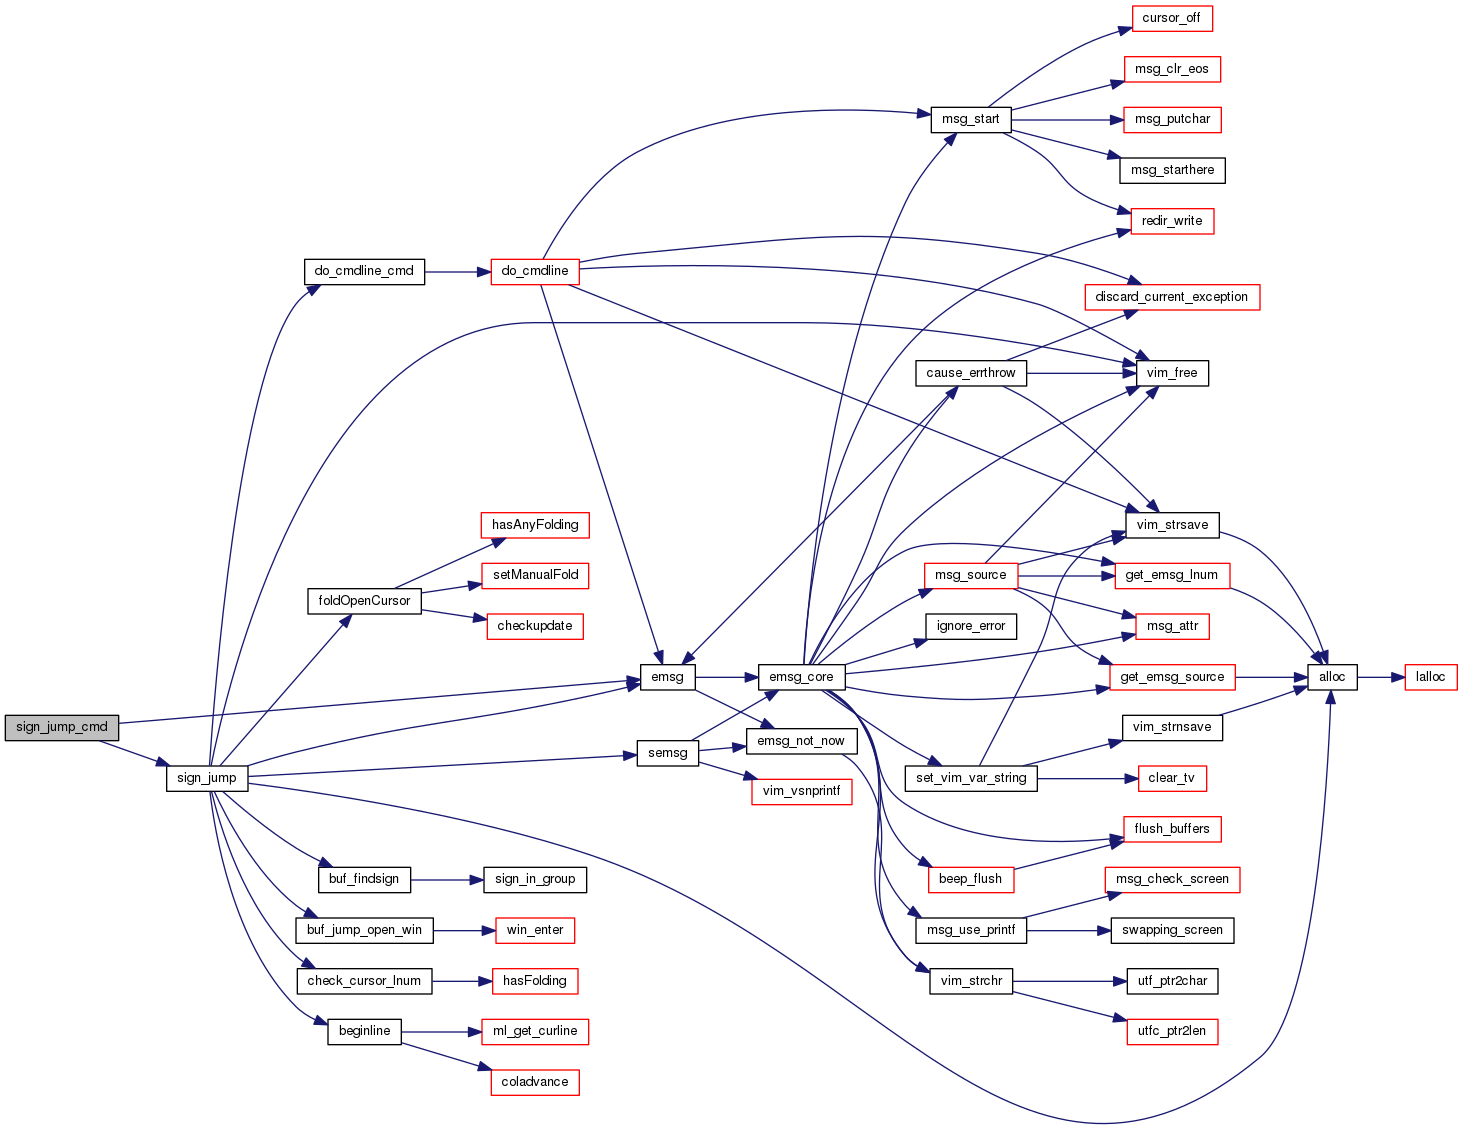 cursor_off
msg_clr_eos
msg_start
msg_putchar
msg_starthere
redir_write
do_cmdline_cmd
do_cmdline
discard_current_exception
cause_errthrow
vim_free
hasAnyFolding
vim_strsave
setManualFold
msg_source
get_emsg_lnum
foldOpenCursor
checkupdate
ignore_error
msg_attr
emsg
emsg_core
get_emsg_source
alloc
lalloc
sign_jump_cmd
vim_strnsave
emsg_not_now
semsg
sign_jump
set_vim_var_string
clear_tv
vim_vsnprintf
flush_buffers
buf_findsign
sign_in_group
beep_flush
msg_check_screen
buf_jump_open_win
win_enter
msg_use_printf
swapping_screen
check_cursor_lnum
hasFolding
vim_strchr
utf_ptr2char
beginline
ml_get_curline
utfc_ptr2len
coladvance